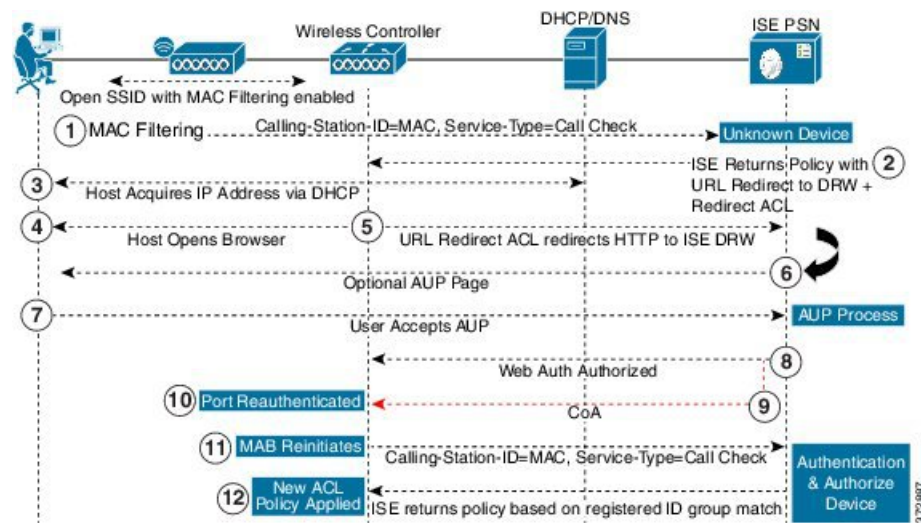 DHCP/DNS
ISE PSN
Wireless Controller
Open SSID with MAC Filtering enabled
1 MAC Filtering
Calling-Station-ID=MAC, Service-Type=Call Check
Unknown Device
ISE Returns Policy with
URL Redirect to DRW +
Redirect ACL
2
3
Host Acquires IP Address via DHCP
4
Host Opens Browser
5
URL Redirect ACL redirects HTTP to ISE DRW
6
Optional AUP Page
7
User Accepts AUP
AUP Process
8
Web Auth Authorized
9
CoA
10 Port Reauthenticated
11 MAB Reinitiates
Calling-Station-ID=MAC, Service-Type=Call Check
Authentication
& Authorize
Device
12 New ACL
Policy Applied
ISE returns policy based on registered ID group match